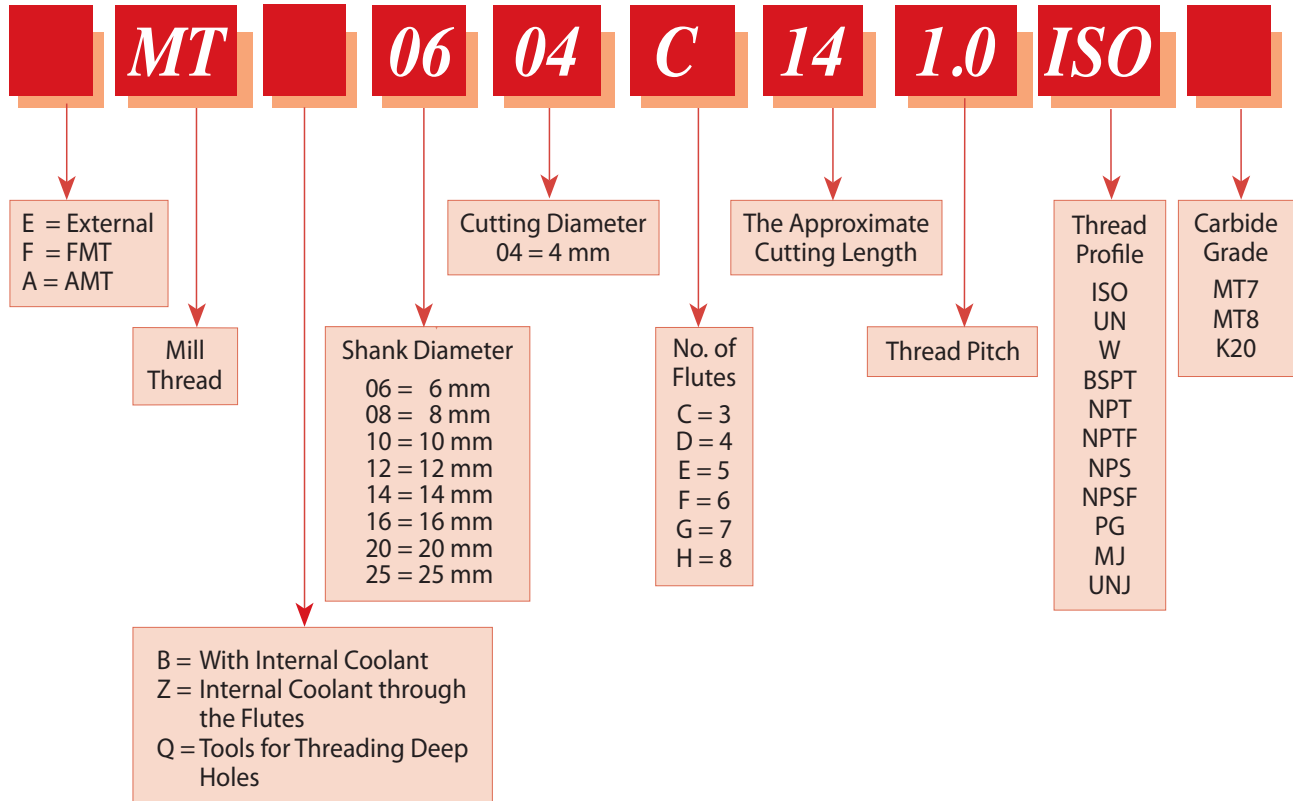 MT 06 04 C 14 1.0 ISO
E = External
F = FMT
A = AMT
Mill
Thread
B = With Internal Coolant
Z = Internal Coolant through
the Flutes
Q = Tools for Threading Deep
Holes
Shank Diameter
06 = 6 mm
08 = 8 mm
10 = 10 mm
12 = 12 mm
14 = 14 mm
16 = 16 mm
20 = 20 mm
25 = 25 mm
Cutting Diameter
04 = 4 mm
No. of
Flutes
C = 3
D = 4
E = 5
F = 6
G = 7
H = 8
The Approximate
Cutting Length
Thread Pitch
Thread
Profile
ISO
UN
W
BSPT
NPT
NPTF
NPS
NPSF
PG
MJ
UNJ
Carbide
Grade
MT7
MT8
K20